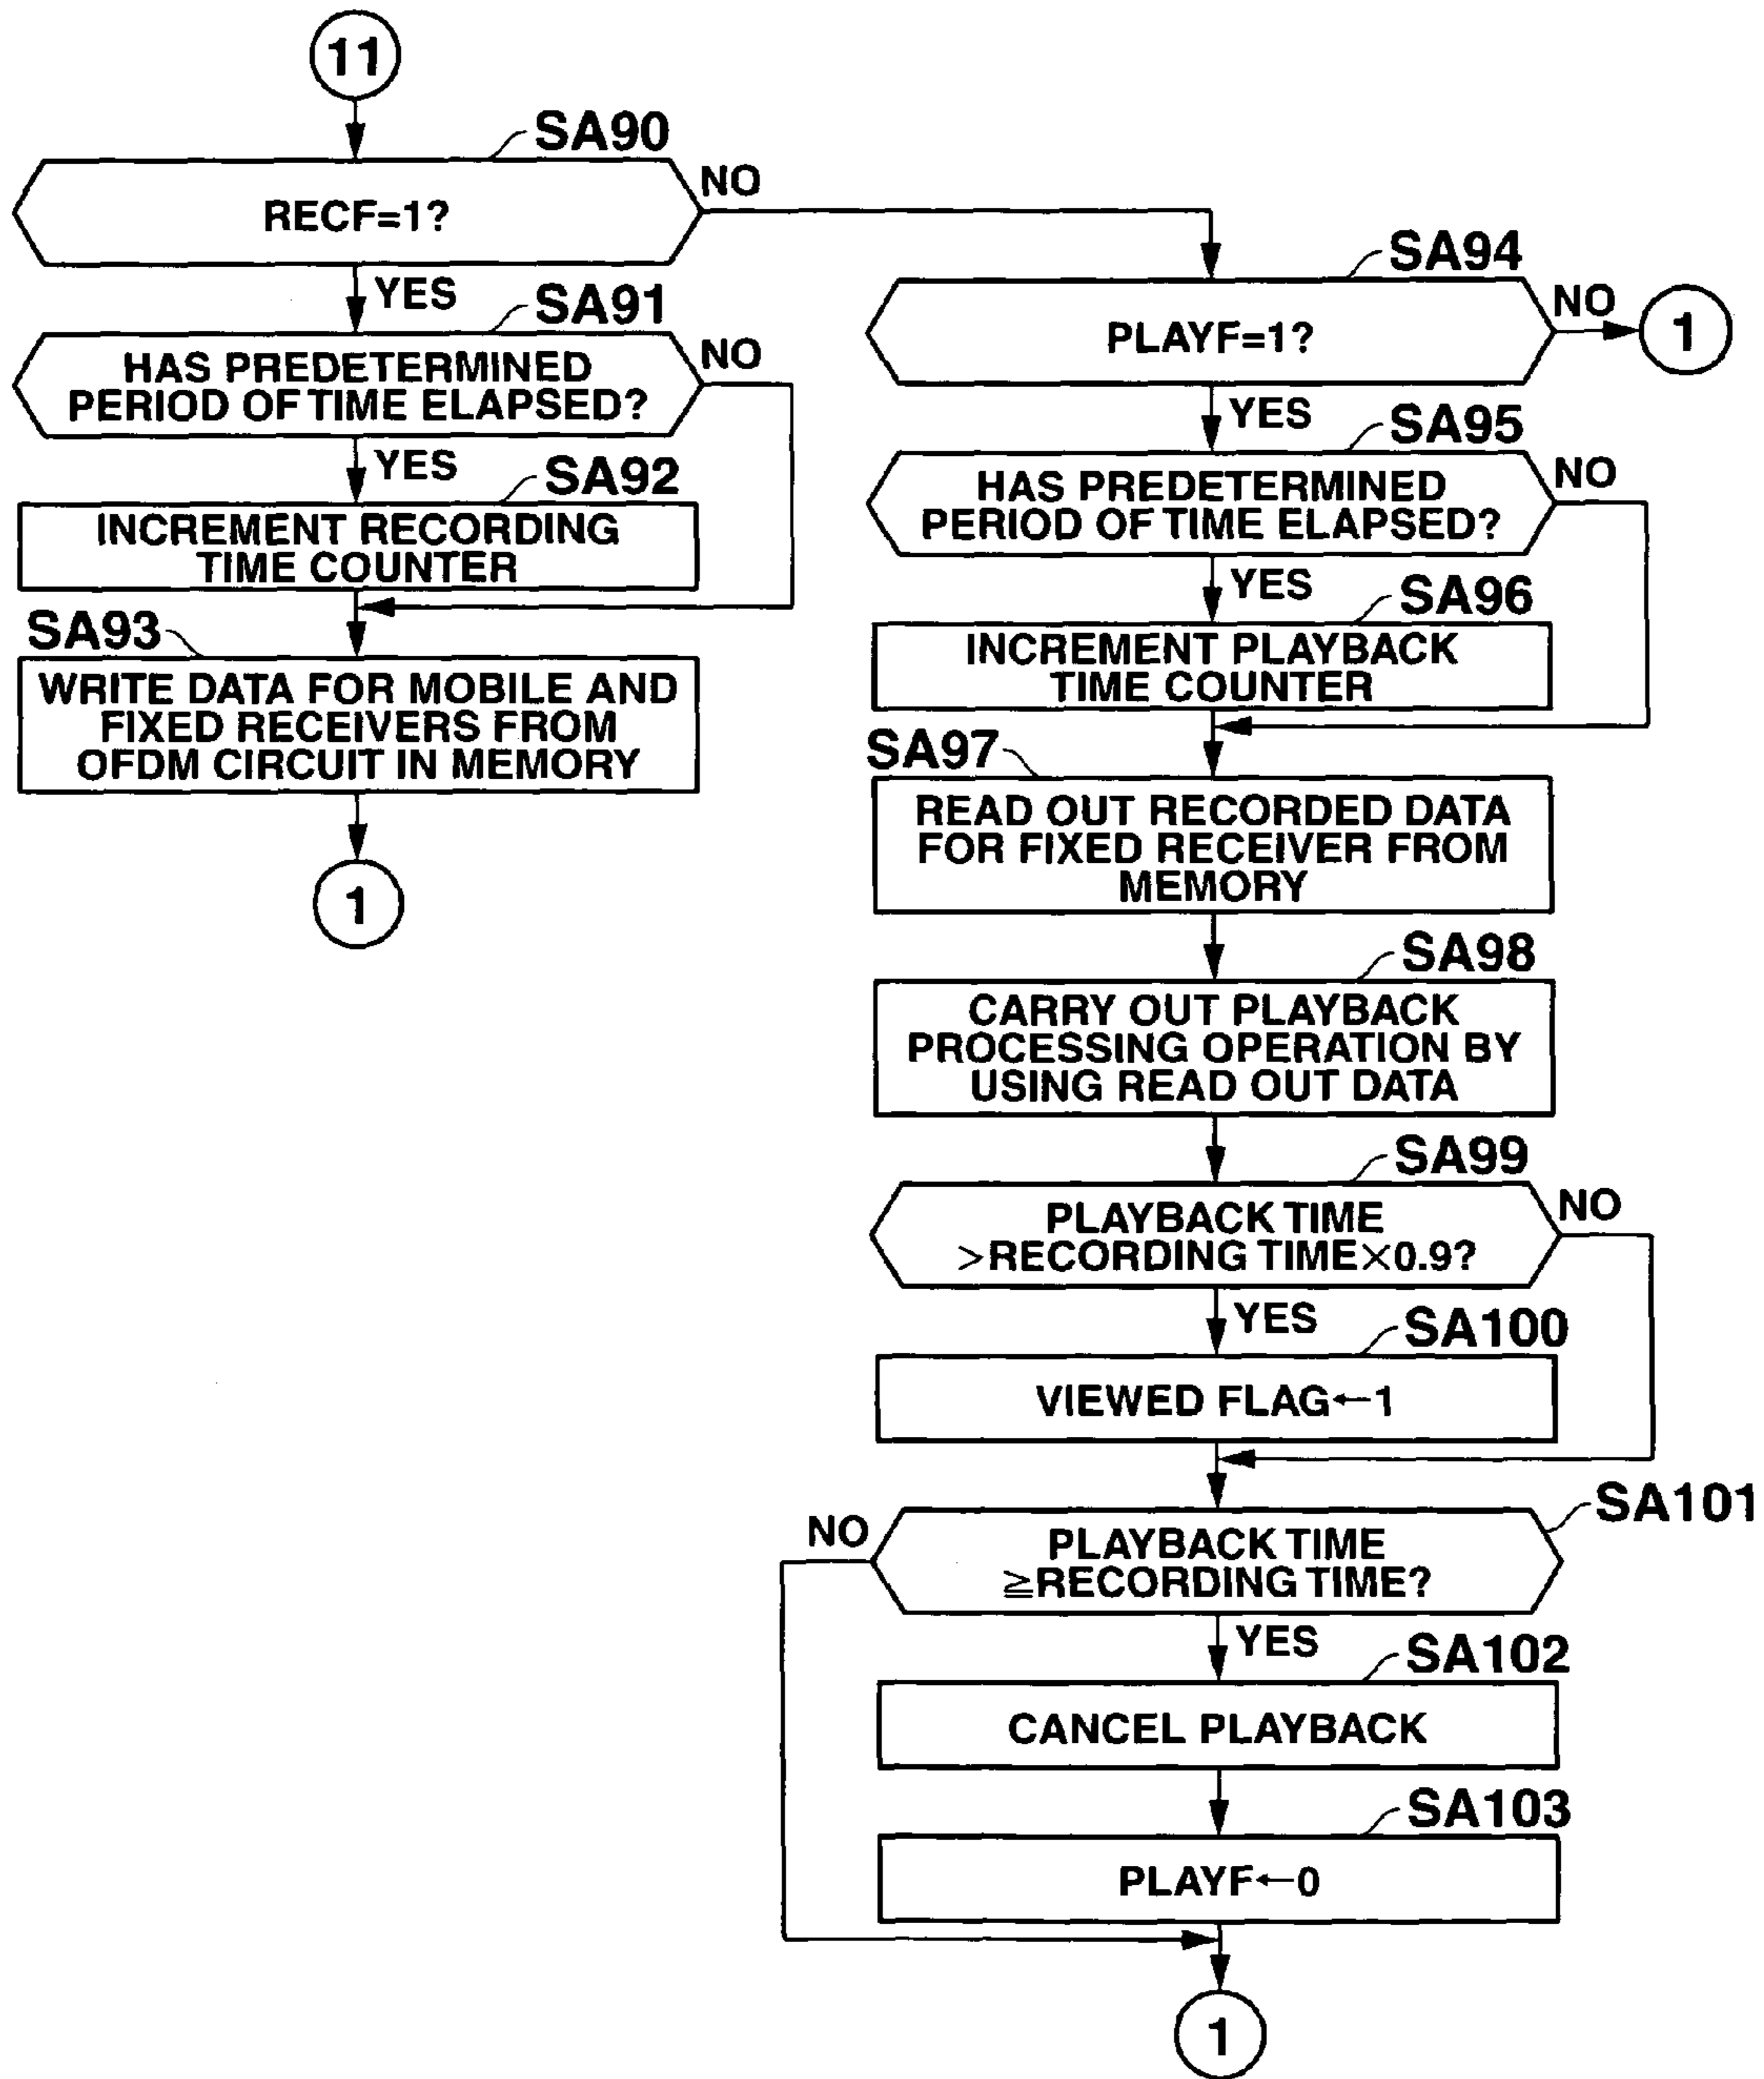 11
SA90
RECF=1?
NO
YES
SA91
HAS PREDETERMINED
PERIOD OF TIME ELAPSED?
NO
YES
SA92
INCREMENT RECORDING
TIME COUNTER
SA93
WRITE DATA FOR MOBILE AND
FIXED RECEIVERS FROM
OFDM CIRCUIT IN MEMORY
1
SA94
PLAYF=1?
NO
1
YES
SA95
HAS PREDETERMINED
PERIOD OF TIME ELAPSED?
NO
YES
SA96
INCREMENT PLAYBACK
TIME COUNTER
SA97
READ OUT RECORDED DATA
FOR FIXED RECEIVER FROM
MEMORY
SA98
CARRY OUT PLAYBACK
PROCESSING OPERATION BY
USING READ OUT DATA
SA99
PLAYBACK TIME
>RECORDING TIME×0.9?
NO
YES
SA100
VIEWED FLAG←1
SA101
NO
PLAYBACK TIME
≧RECORDING TIME?
YES
SA102
CANCEL PLAYBACK
SA103
PLAYF←0
1